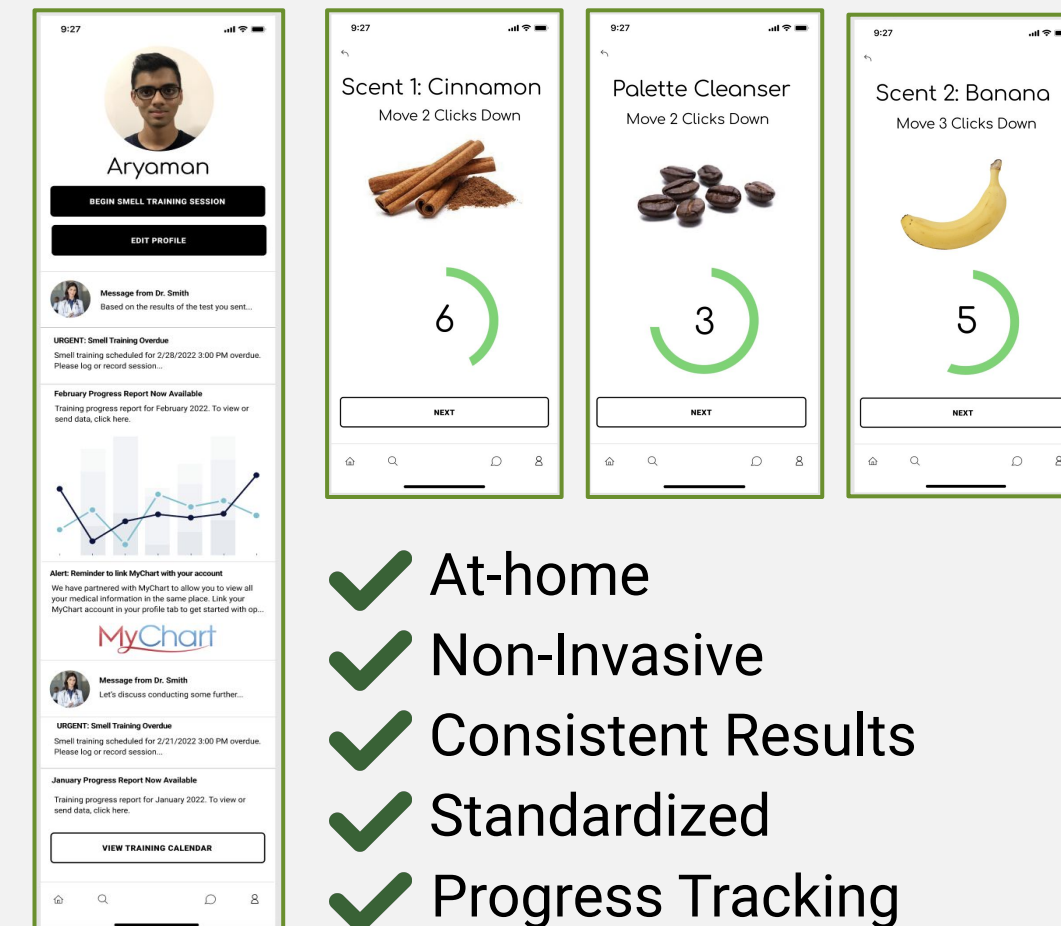 9:27
Aryaman
BEGIN SMELL TRAINING SESSION
EDIT PROFILE
Message from Dr. Smith
Based on the results of the test you sent...
URGENT: Smell Training Overdue
Smell training scheduled for 2/28/2022 3:00 PM overdue.
Please log or record session...
February Progress Report Now Available
Training progress report for February 2022. To view or
send data, click here.
Alert: Reminder to link MyChart with your account
We have partnered with MyChart to allow you to view all
your medical information in the same place. Link your
MyChart account in your profile tab to get started with op...
MyChart
Message from Dr. Smith
Let's discuss conducting some further...
URGENT: Smell Training Overdue
Smell training scheduled for 2/21/2022 3:00 PM overdue.
Please log or record session...
January Progress Report Now Available
Training progress report for January 2022. To view or
send data, click here.
VIEW TRAINING CALENDAR
9:27
Scent 1: Cinnamon
Move 2 Clicks Down
6
NEXT
9:27
Palette Cleanser
Move 2 Clicks Down
3
NEXT
9:27
Scent 2: Banana
Move 3 Clicks Down
5
NEXT
At-home
Non-Invasive
Consistent Results
Standardized
Progress Tracking